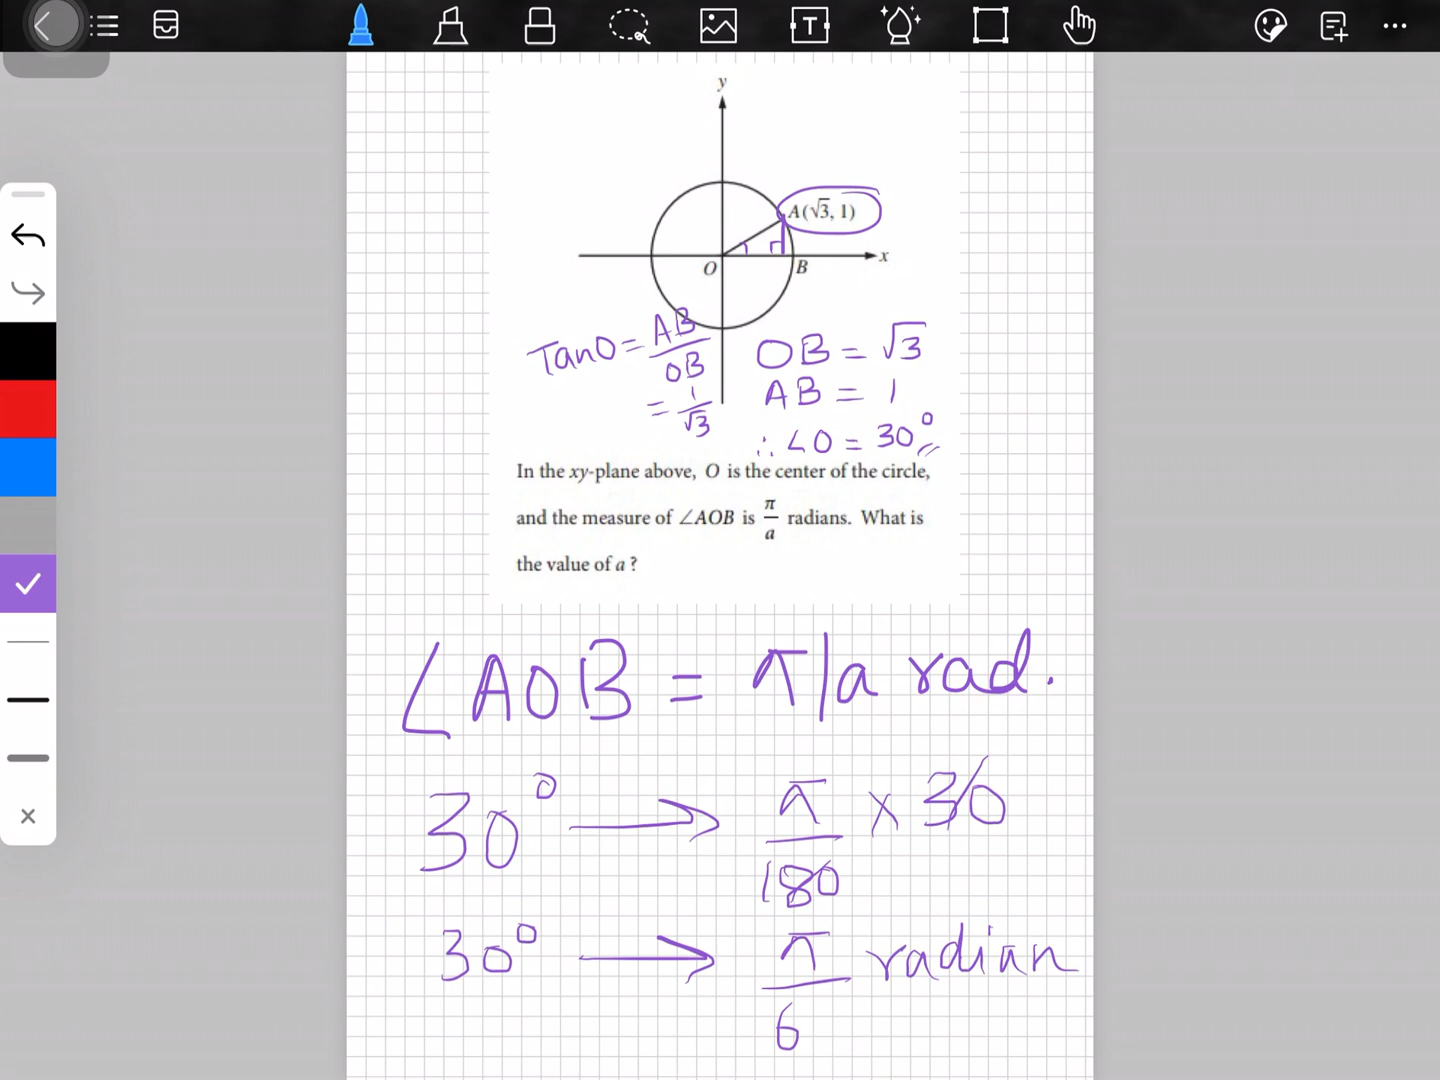 y
A(√3, 1)
x
O
B
TanO = AB/OB
= 1/√3
OB = √3
AB = 1
∴ ∠O = 30°
In the xy-plane above, O is the center of the circle,
and the measure of ∠AOB is π/a radians. What is
the value of a ?
∠AOB = π/a rad.
30° → π/180 × 30
30° → π/6 radian